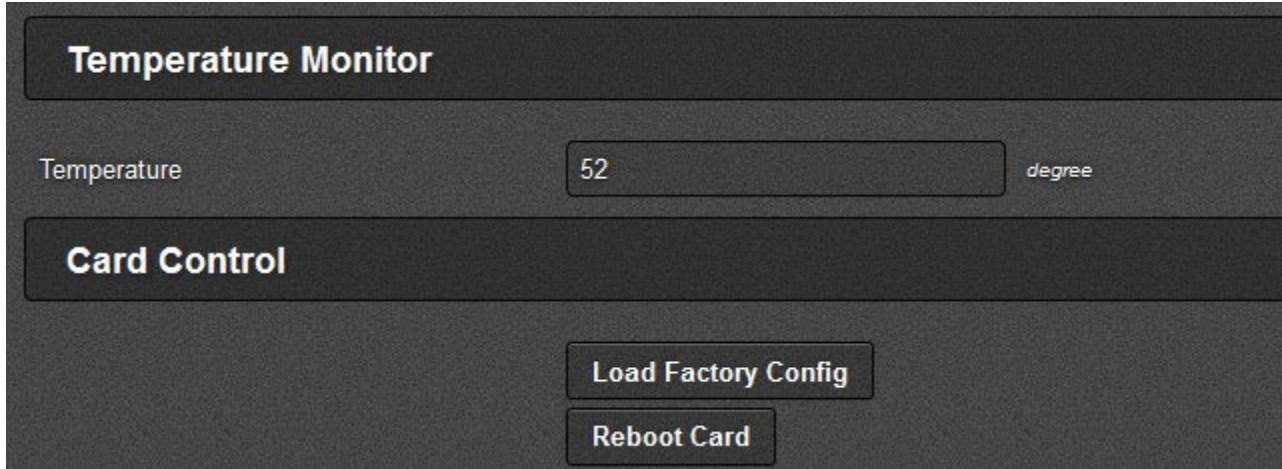 Temperature Monitor
Temperature 52 degree
Card Control
Load Factory Config
Reboot Card